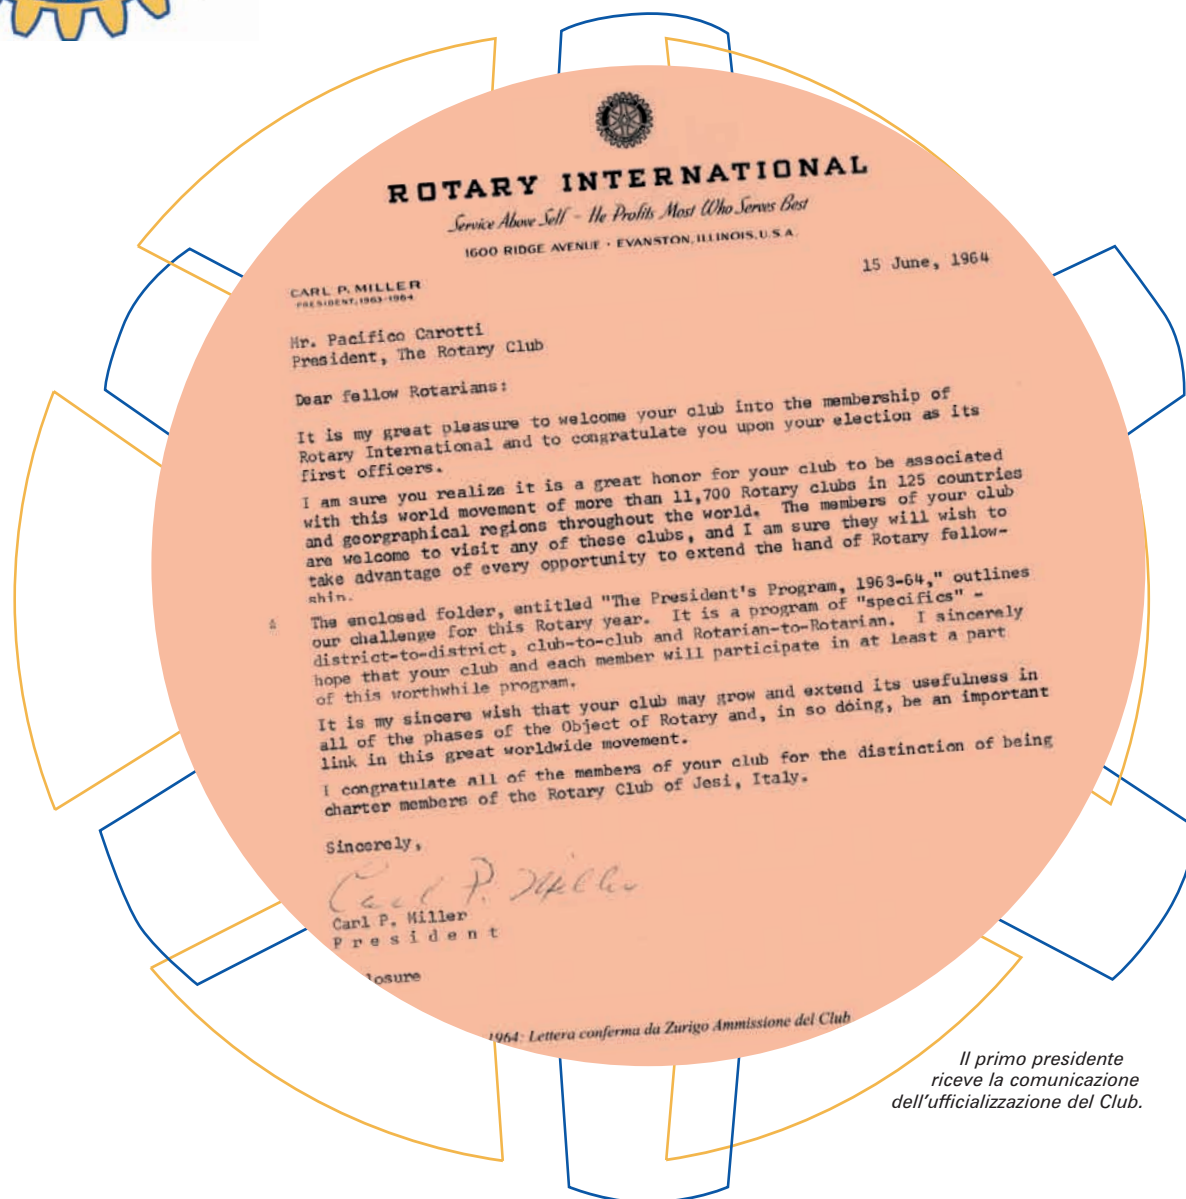 ROTARY INTERNATIONAL
Service Above Self - He Profits Most Who Serves Best
1600 RIDGE AVENUE · EVANSTON, ILLINOIS, U.S.A.
15 June, 1964
CARL P. MILLER
PRESIDENT, 1963-1964
Mr. Pacifico Carotti
President, The Rotary Club
Dear fellow Rotarians:
It is my great pleasure to welcome your club into the membership of
Rotary International and to congratulate you upon your election as its
first officers.
I am sure you realize it is a great honor for your club to be associated
with this world movement of more than 11,700 Rotary clubs in 125 countries
and georgraphical regions throughout the world. The members of your club
are welcome to visit any of these clubs, and I am sure they will wish to
take advantage of every opportunity to extend the hand of Rotary fellow-
ship.
The enclosed folder, entitled "The President's Program, 1963-64," outlines
our challenge for this Rotary year. It is a program of "specifics" -
district-to-district, club-to-club and Rotarian-to-Rotarian. I sincerely
hope that your club and each member will participate in at least a part
of this worthwhile program.
It is my sincere wish that your club may grow and extend its usefulness in
all of the phases of the Object of Rotary and, in so doing, be an important
link in this great worldwide movement.
I congratulate all of the members of your club for the distinction of being
charter members of the Rotary Club of Jesi, Italy.
Sincerely,
Carl P. Miller
Carl P. Miller
President
losure
1964: Lettera conferma da Zurigo Ammissione del Club
Il primo presidente
riceve la comunicazione
dell'ufficializzazione del Club.